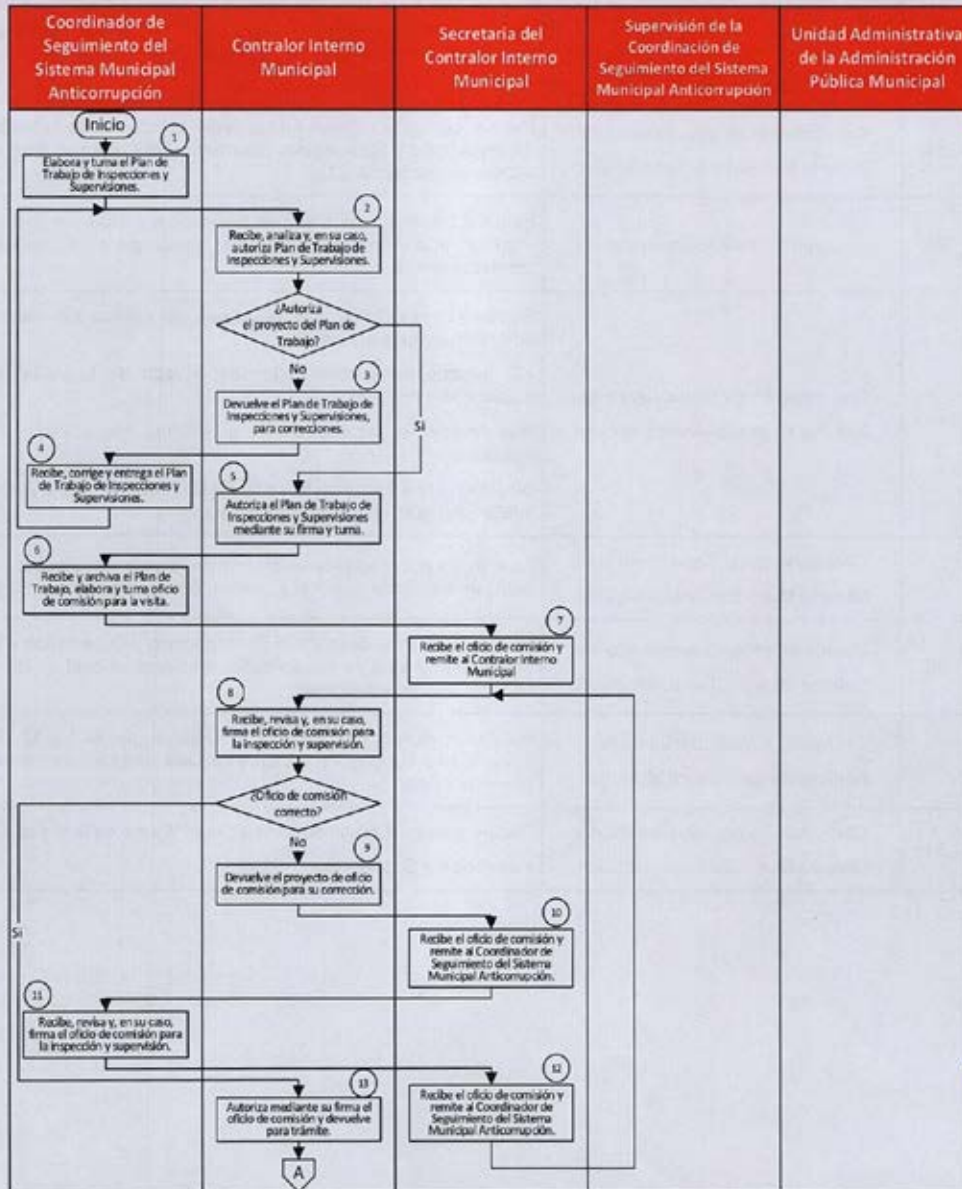 Coordinador de
Seguimiento del
Sistema Municipal
Anticorrupción
Contralor Interno
Municipal
Secretaria del
Contralor Interno
Municipal
Supervisión de la
Coordinación de
Seguimiento del Sistema
Municipal Anticorrupción
Unidad Administrativa
de la Administración
Pública Municipal
Inicio
1
Elabora y turna el Plan de
Trabajo de Inspecciones y
Supervisiones.
2
Recibe, analiza y, en su caso,
autoriza Plan de Trabajo de
Inspecciones y Supervisiones.
¿Autoriza
el proyecto del Plan de
Trabajo?
No
Si
3
Devuelve el Plan de Trabajo de
Inspecciones y Supervisiones,
para correcciones.
4
Recibe, corrige y entrega el Plan
de Trabajo de Inspecciones y
Supervisiones.
5
Autoriza el Plan de Trabajo de
Inspecciones y Supervisiones
mediante su firma y turna.
6
Recibe y archiva el Plan de
Trabajo, elabora y turna oficio
de comisión para la visita.
7
Recibe el oficio de comisión y
remite al Contralor Interno
Municipal
8
Recibe, revisa y, en su caso,
firma el oficio de comisión para
la inspección y supervisión.
¿Oficio de comisión
correcto?
No
Si
9
Devuelve el proyecto de oficio
de comisión para su corrección.
10
Recibe el oficio de comisión y
remite al Coordinador de
Seguimiento del Sistema
Municipal Anticorrupción.
11
Recibe, revisa y, en su caso,
firma el oficio de comisión para
la inspección y supervisión.
12
Recibe el oficio de comisión y
remite al Coordinador de
Seguimiento del Sistema
Municipal Anticorrupción.
13
Autoriza mediante su firma el
oficio de comisión y devuelve
para trámite.
A